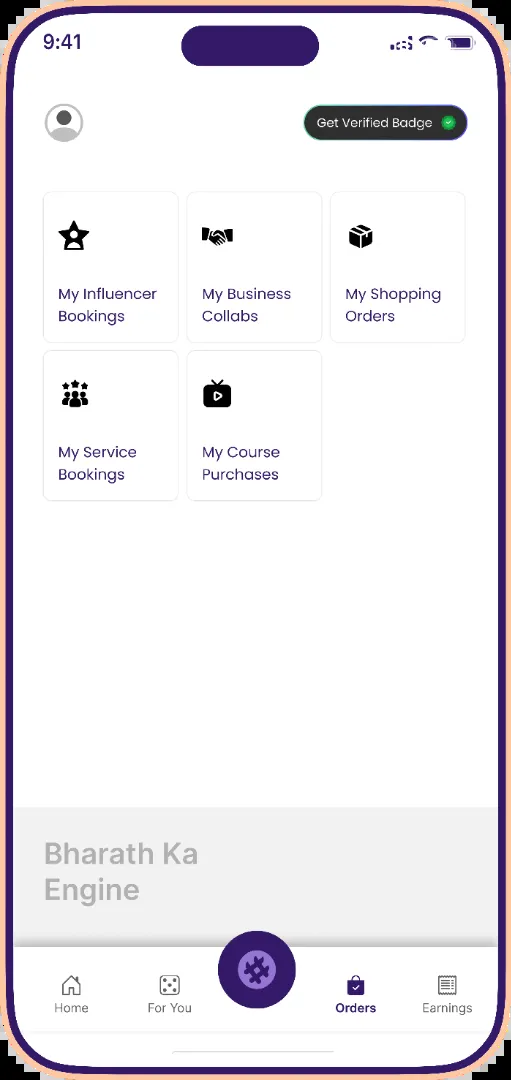 9:41
Get Verified Badge
My Influencer
Bookings
My Business
Collabs
My Shopping
Orders
My Service
Bookings
My Course
Purchases
Bharath Ka
Engine
Home
For You
Orders
Earnings